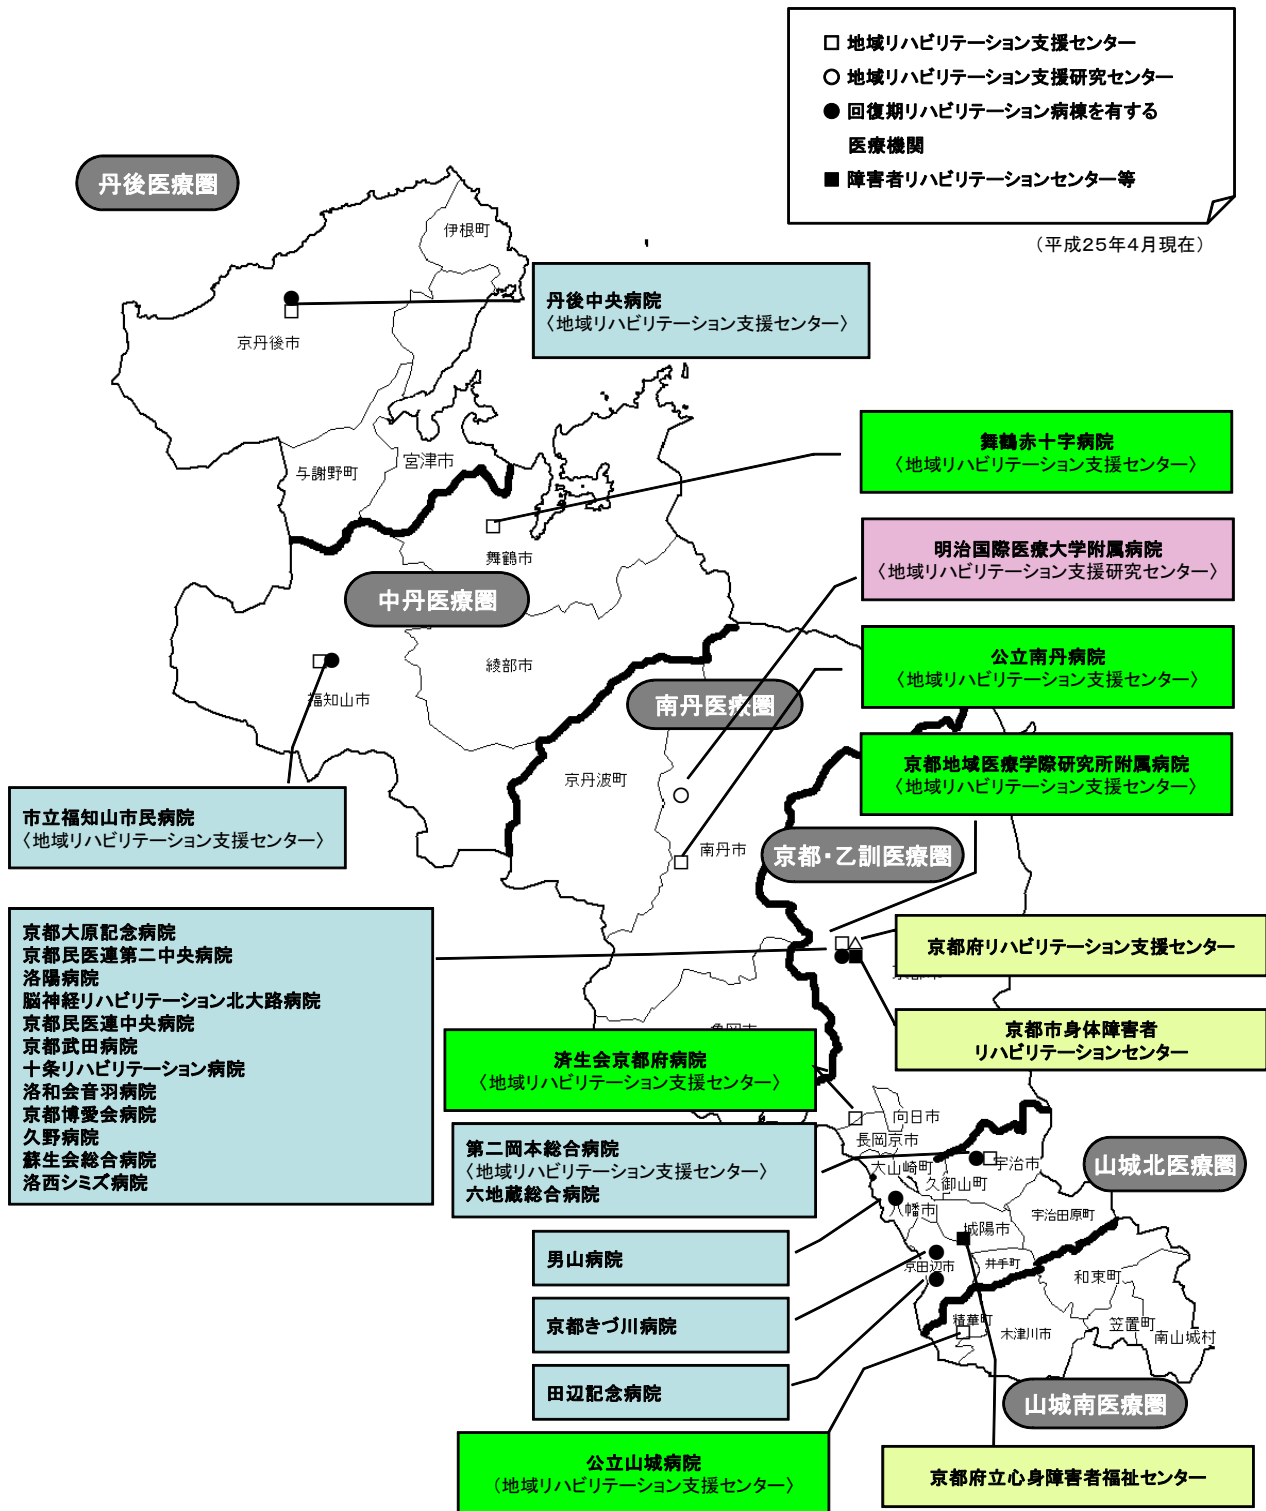 □ 地域リハビリテーション支援センター
○ 地域リハビリテーション支援研究センター
● 回復期リハビリテーション病棟を有する
医療機関
■ 障害者リハビリテーションセンター等
（平成25年4月現在）
丹後医療圏
伊根町
丹後中央病院
〈地域リハビリテーション支援センター〉
京丹後市
舞鶴赤十字病院
〈地域リハビリテーション支援センター〉
宮津市
与謝野町
明治国際医療大学附属病院
〈地域リハビリテーション支援研究センター〉
舞鶴市
中丹医療圏
公立南丹病院
〈地域リハビリテーション支援センター〉
綾部市
福知山市
南丹医療圏
京都地域医療学際研究所附属病院
〈地域リハビリテーション支援センター〉
京丹波町
市立福知山市民病院
〈地域リハビリテーション支援センター〉
南丹市
京都・乙訓医療圏
京都大原記念病院
京都民医連第二中央病院
洛陽病院
脳神経リハビリテーション北大路病院
京都民医連中央病院
京都武田病院
十条リハビリテーション病院
洛和会音羽病院
京都博愛会病院
久野病院
蘇生会総合病院
洛西シミズ病院
京都府リハビリテーション支援センター
京都市身体障害者
リハビリテーションセンター
済生会京都府病院
〈地域リハビリテーション支援センター〉
向日市
長岡京市
第二岡本総合病院
〈地域リハビリテーション支援センター〉
六地蔵総合病院
大山崎町
宇治市
山城北医療圏
久御山町
八幡市
宇治田原町
城陽市
男山病院
京田辺市
井手町
和束町
京都きづ川病院
精華町
木津川市
笠置町
南山城村
田辺記念病院
山城南医療圏
公立山城病院
（地域リハビリテーション支援センター〉
京都府立心身障害者福祉センター